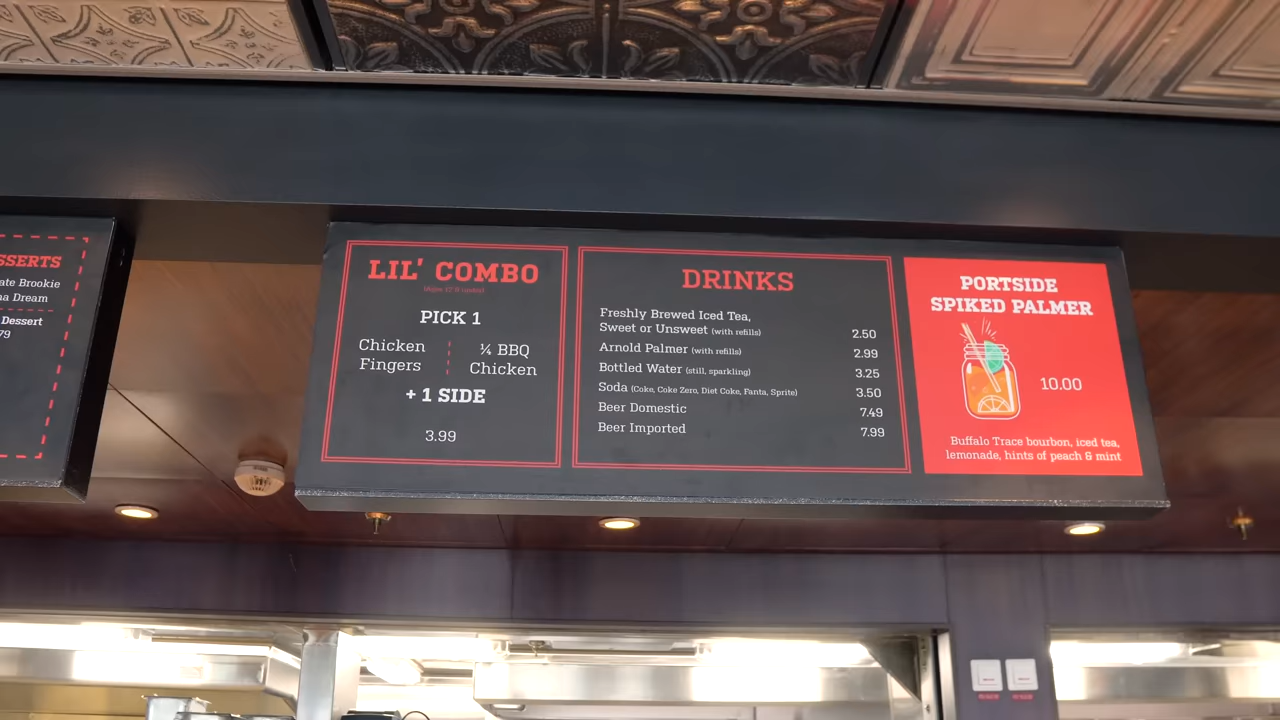 SSERTS
ate Brookie
na Dream
Dessert
79
LIL' COMBO
PICK 1
Chicken
Fingers
¼ BBQ
Chicken
+ 1 SIDE
3.99
DRINKS
Freshly Brewed Iced Tea,
Sweet or Unsweet (with refills) 2.50
Arnold Palmer (with refills) 2.99
Bottled Water (still, sparkling) 3.25
Soda (Coke, Coke Zero, Diet Coke, Fanta, Sprite) 3.50
Beer Domestic 7.49
Beer Imported 7.99
PORTSIDE
SPIKED PALMER
10.00
Buffalo Trace bourbon, iced tea,
lemonade, hints of peach & mint